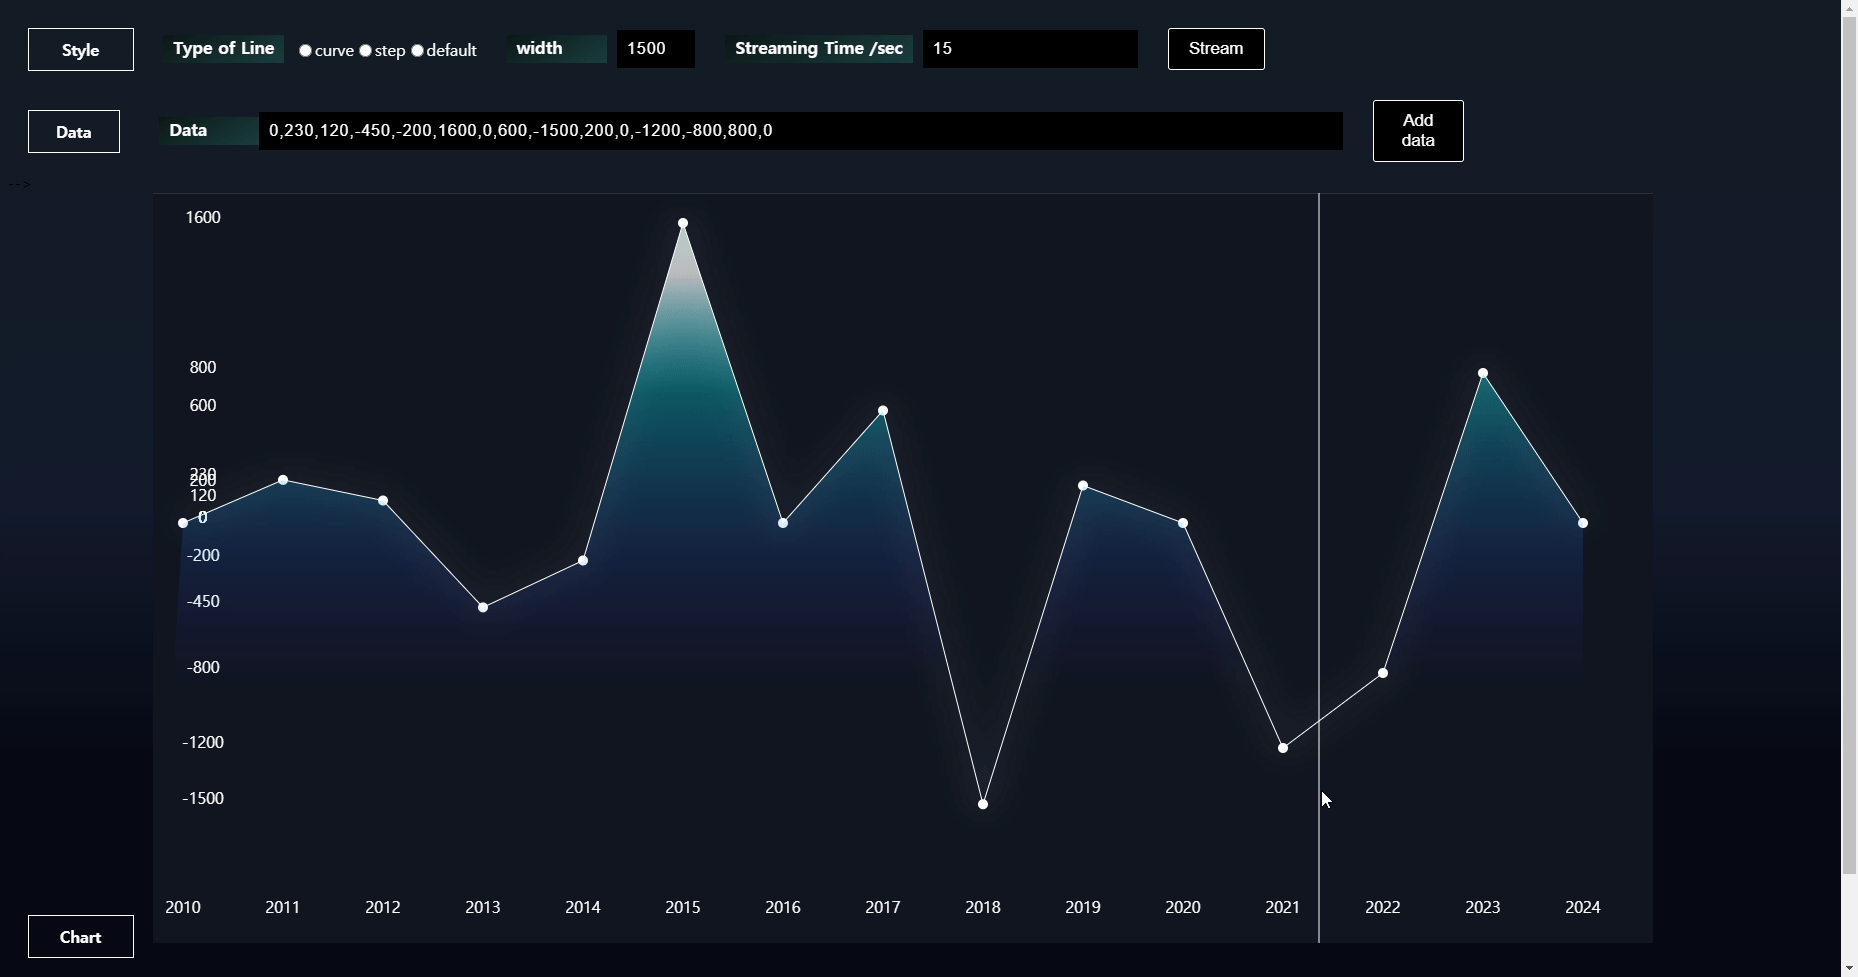 Style
Type of Line
curve step default
width
1500
Streaming Time /sec
15
Stream
Data
Data
0,230,120,-450,-200,1600,0,600,-1500,200,0,-1200,-800,800,0
Add
data
-->
1600
800
600
230
200
120
0
-200
-450
-800
-1200
-1500
2010 2011 2012 2013 2014 2015 2016 2017 2018 2019 2020 2021 2022 2023 2024
Chart